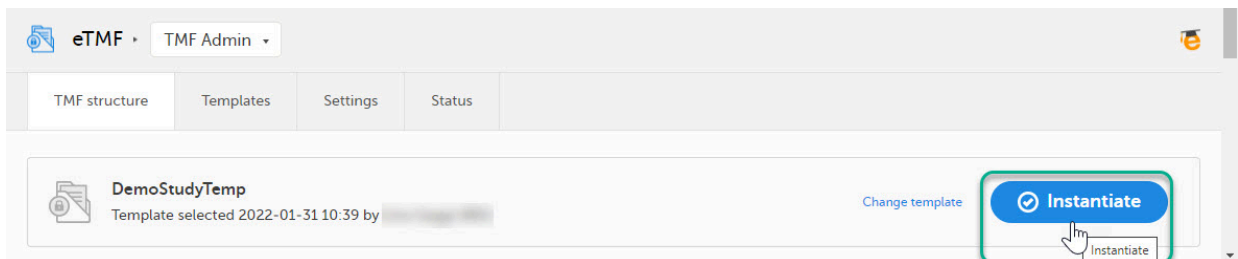 eTMF
TMF Admin
TMF structure
Templates
Settings
Status
DemoStudyTemp
Template selected 2022-01-31 10:39 by
Change template
Instantiate
Instantiate